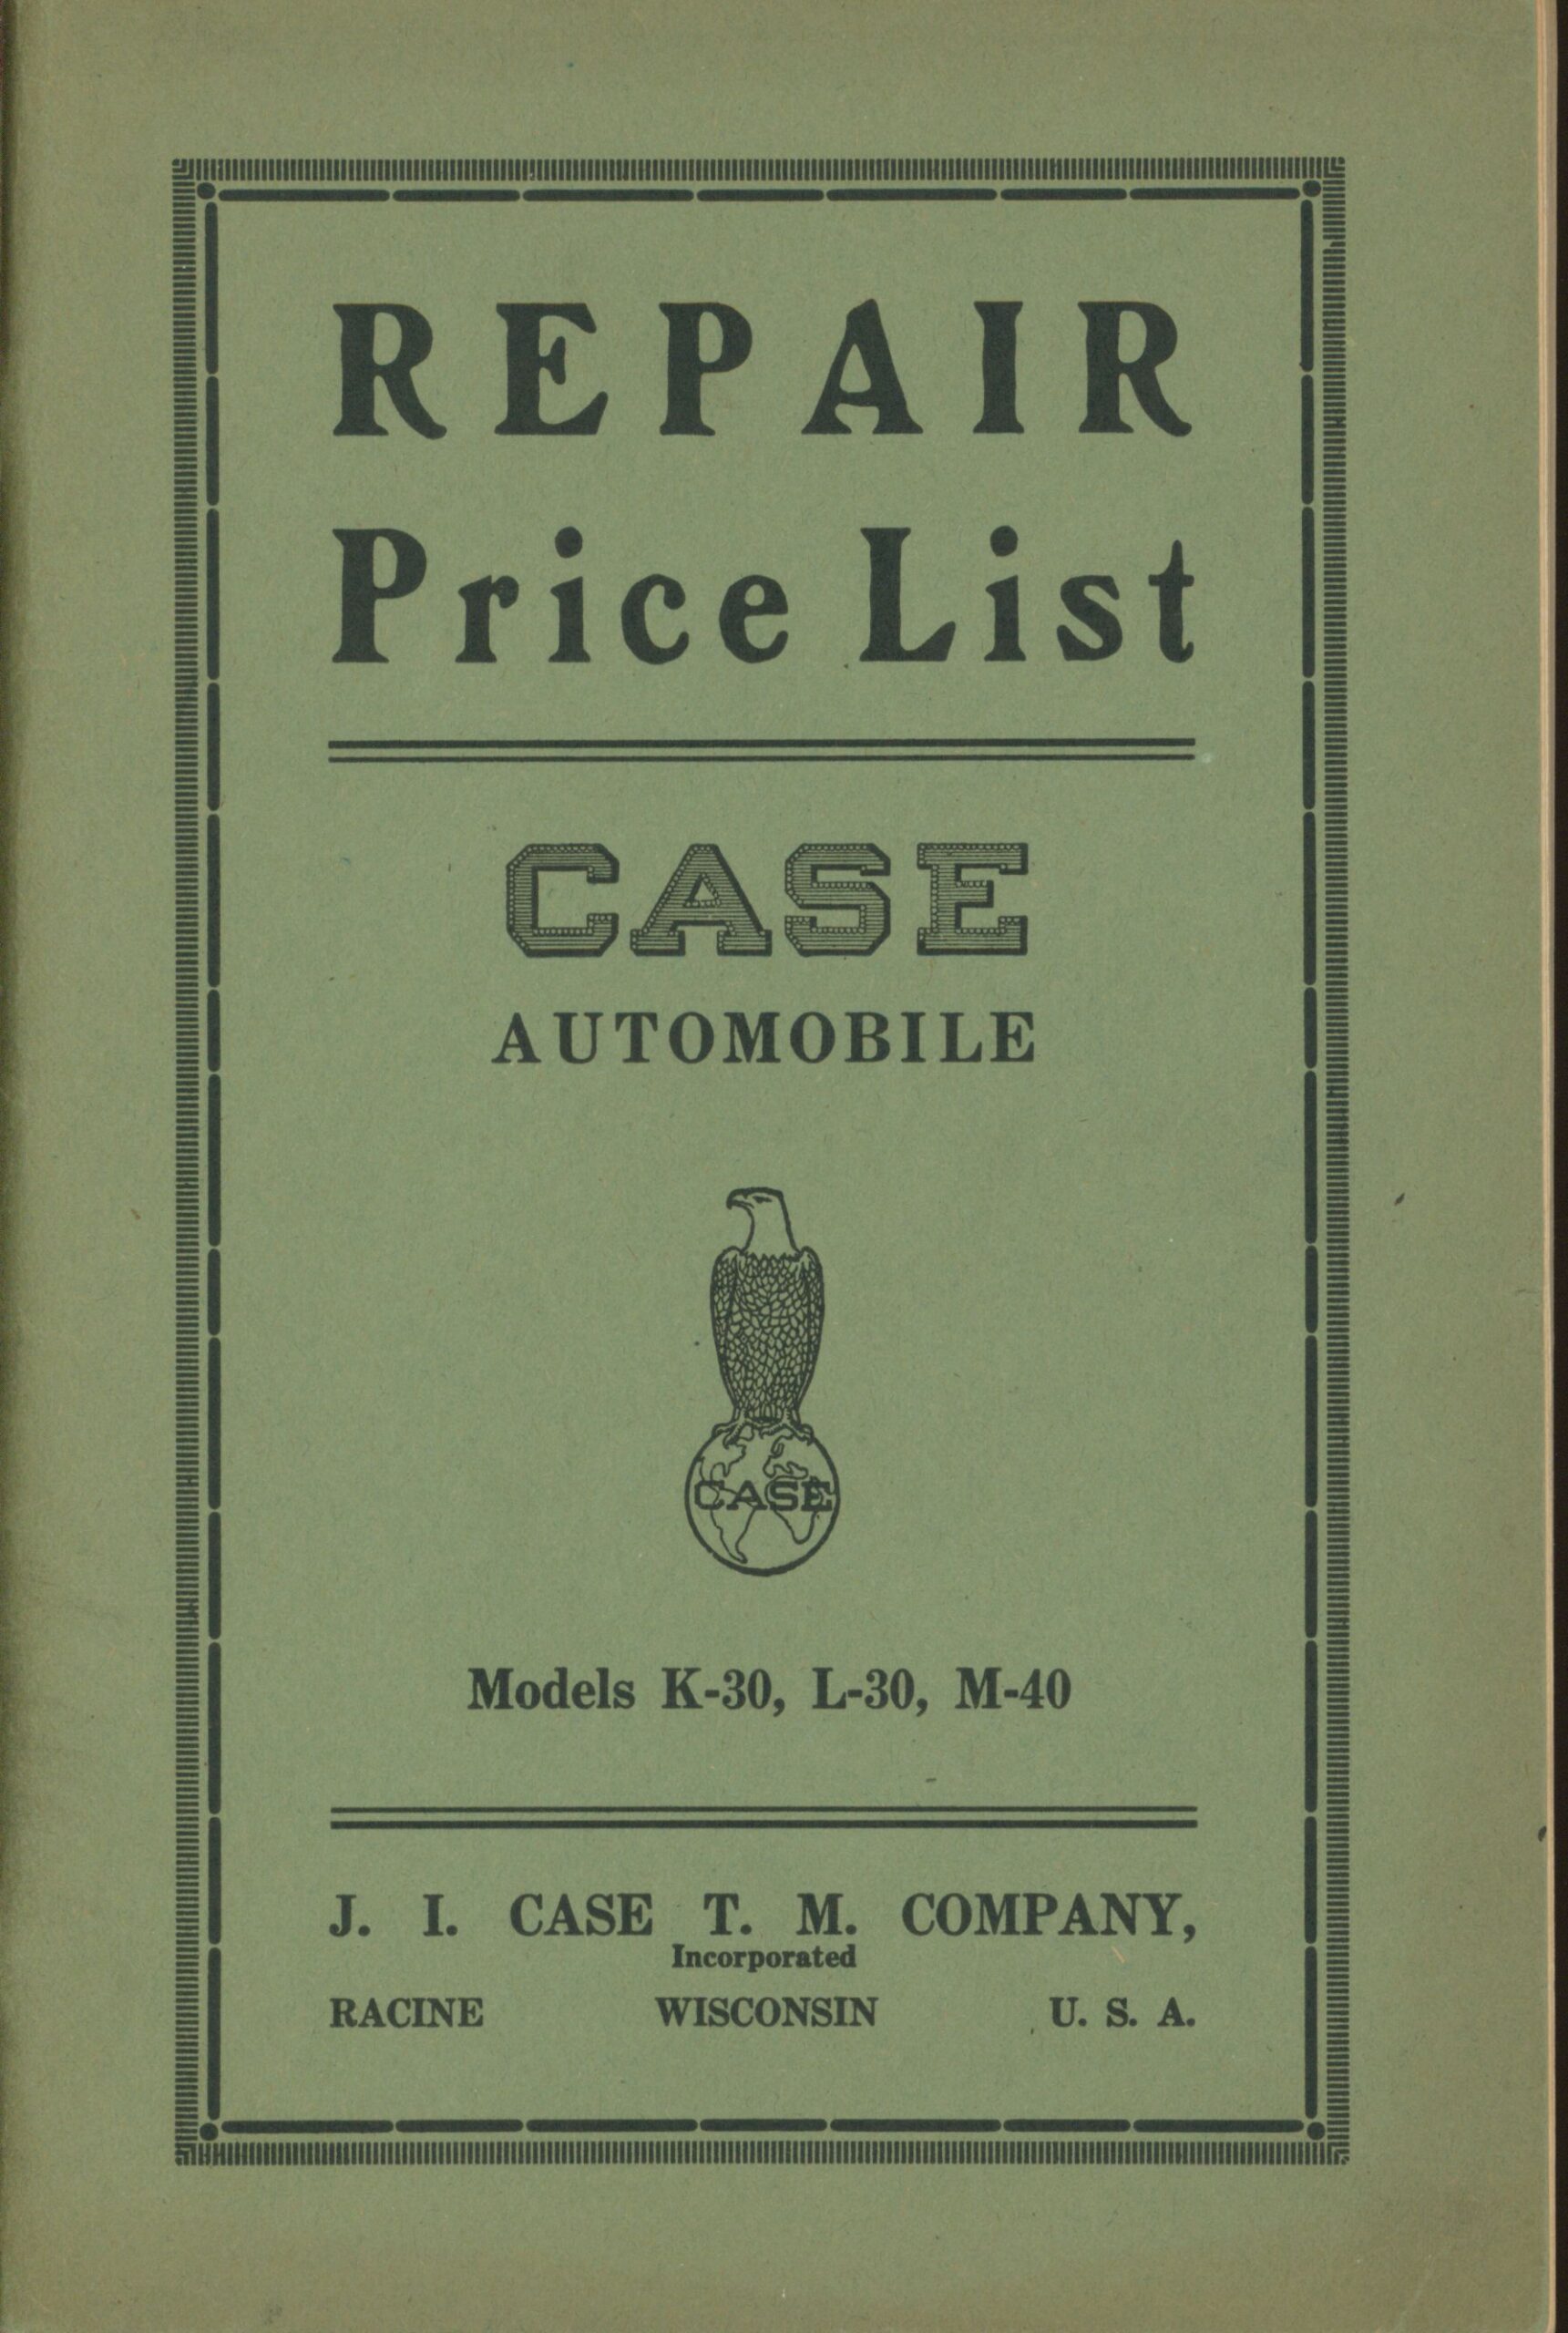 REPAIR
Price List
CASE
AUTOMOBILE
CASE
Models K-30, L-30, M-40
J. I. CASE T. M. COMPANY,
Incorporated
RACINE WISCONSIN U. S. A.